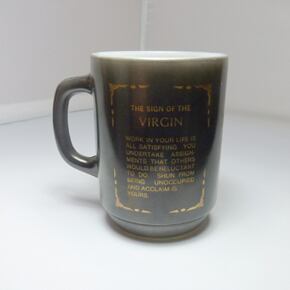 THE SIGN OF THE
VIRGIN
WORK IN YOUR LIFE IS
ALL SATISFYING. YOU
UNDERTAKE ASSIGN-
MENTS THAT OTHERS
WOULD BE RELUCTANT
TO DO. SHUN FROM
BEING UNOCCUPIED
AND ACCLAIM IS
YOURS.